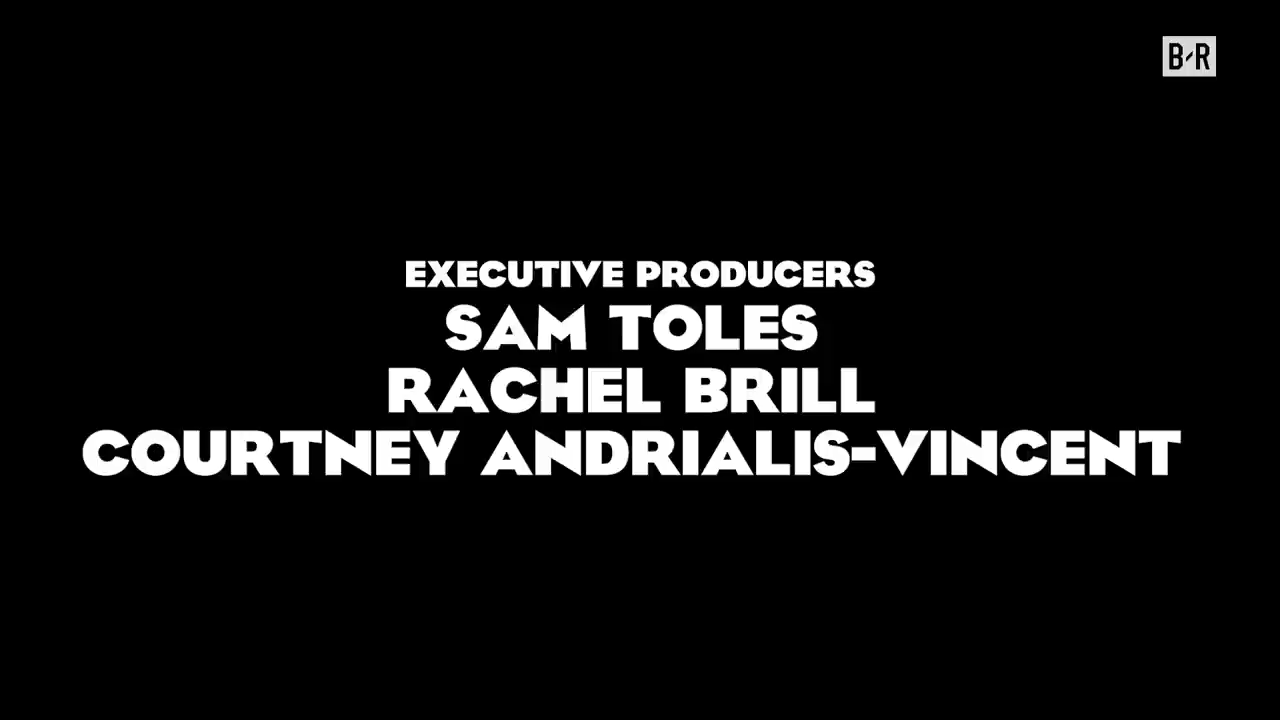 B/R
EXECUTIVE PRODUCERS
SAM TOLES
RACHEL BRILL
COURTNEY ANDRIALIS-VINCENT